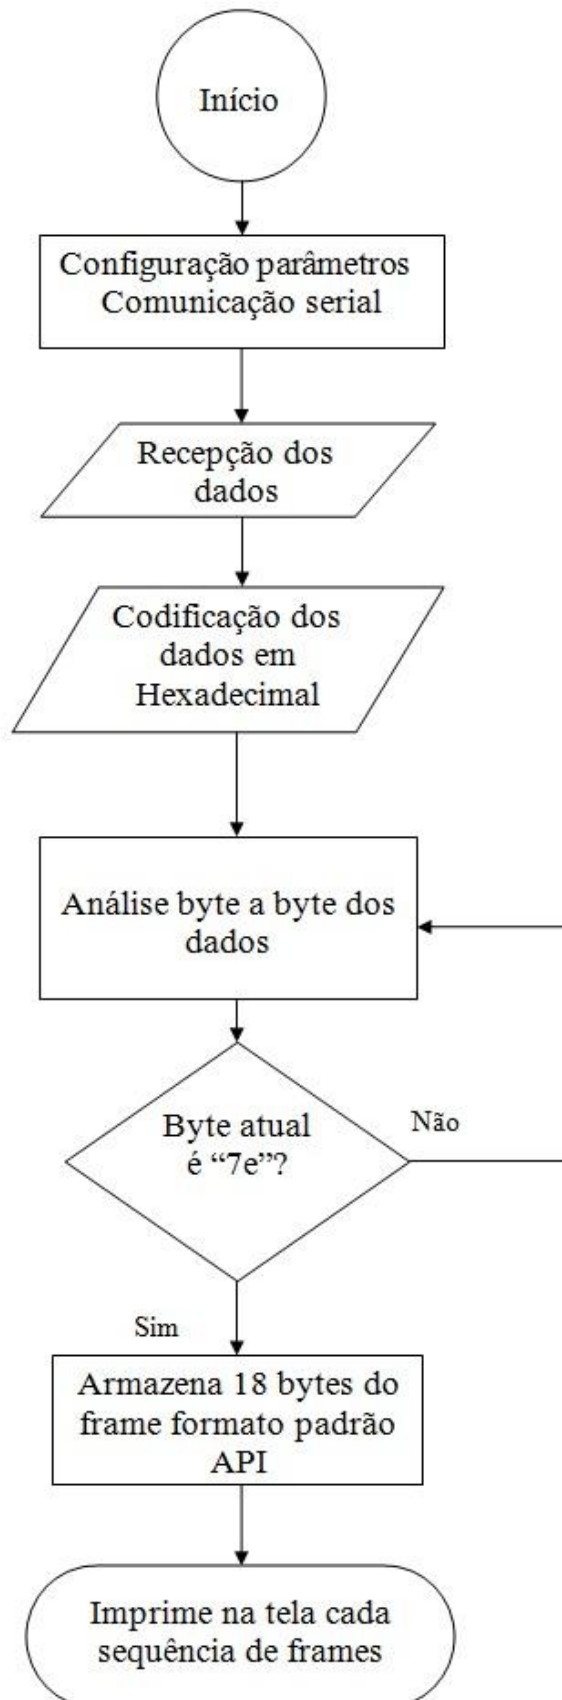 Início
Configuração parâmetros
Comunicação serial
Recepção dos
dados
Codificação dos
dados em
Hexadecimal
Análise byte a byte dos
dados
Byte atual
é “7e”?
Não
Sim
Armazena 18 bytes do
frame formato padrão
API
Imprime na tela cada
sequência de frames